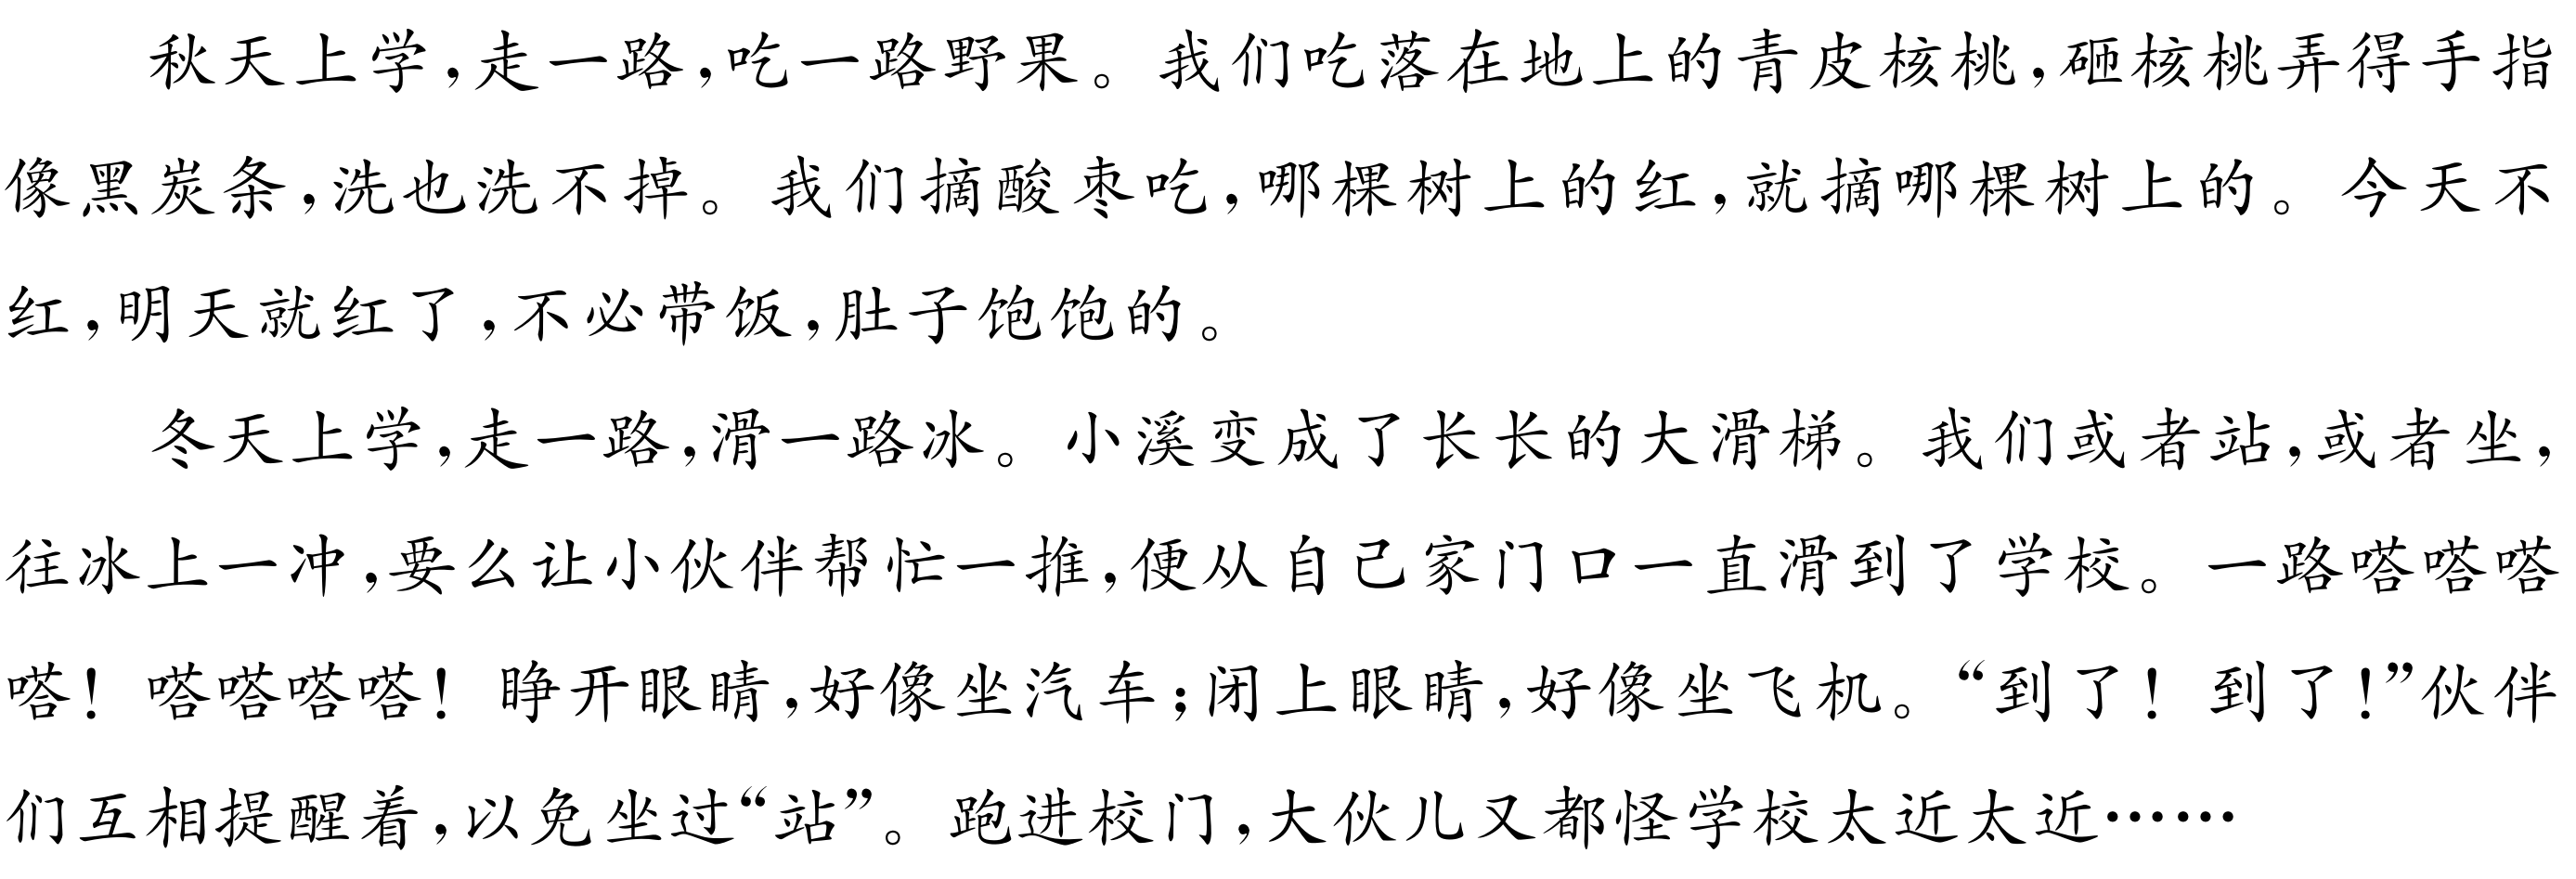 秋天上学，走一路，吃一路野果。我们吃落在地上的青皮核桃，砸核桃弄得手指
像黑炭条，洗也洗不掉。我们摘酸枣吃，哪棵树上的红，就摘哪棵树上的。今天不
红，明天就红了，不必带饭，肚子饱饱的。
冬天上学，走一路，滑一路冰。小溪变成了长长的大滑梯。我们或者站，或者坐，
往冰上一冲，要么让小伙伴帮忙一推，便从自己家门口一直滑到了学校。一路嗒嗒嗒
嗒！嗒嗒嗒嗒！睁开眼睛，好像坐汽车；闭上眼睛，好像坐飞机。“到了！到了！”伙伴
们互相提醒着，以免坐过“站”。跑进校门，大伙儿又都怪学校太近太近……